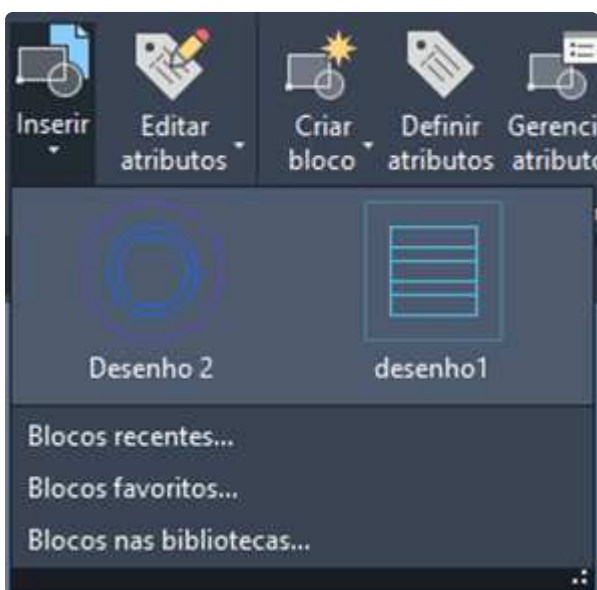 Inserir
Editar
atributos
Criar
bloco
Definir
atributos
Desenho 2
desenho1
Blocos recentes...
Blocos favoritos...
Blocos nas bibliotecas...